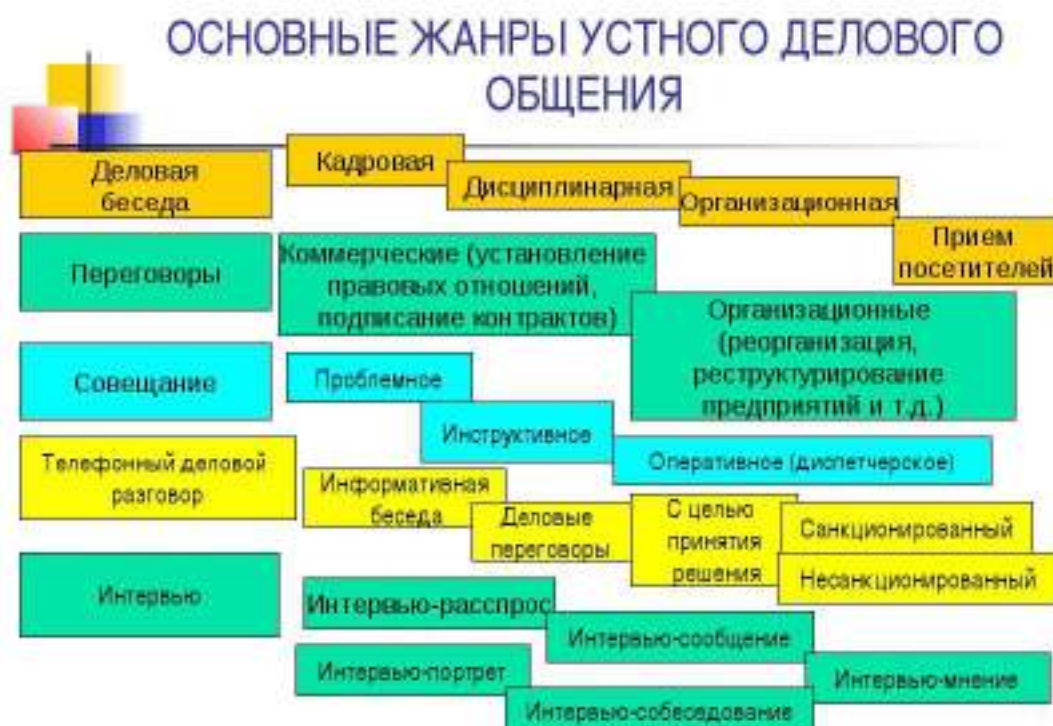 ОСНОВНЫЕ ЖАНРЫ УСТНОГО ДЕЛОВОГО
ОБЩЕНИЯ
Деловая
беседа
Кадровая
Дисциплинарная
Организационная
Прием
посетителей
Переговоры
Коммерческие (установление
правовых отношений,
подписание контрактов)
Организационные
(реорганизация,
реструктурирование
предприятий и т.д.)
Совещание
Проблемное
Инструктивное
Оперативное (диспетчерское)
Телефонный деловой
разговор
Информативная
беседа
Деловые
переговоры
С целью
принятия
решения
Санкционированный
Несанкционированный
Интервью
Интервью-расспрос
Интервью-сообщение
Интервью-портрет
Интервью-мнение
Интервью-собеседование